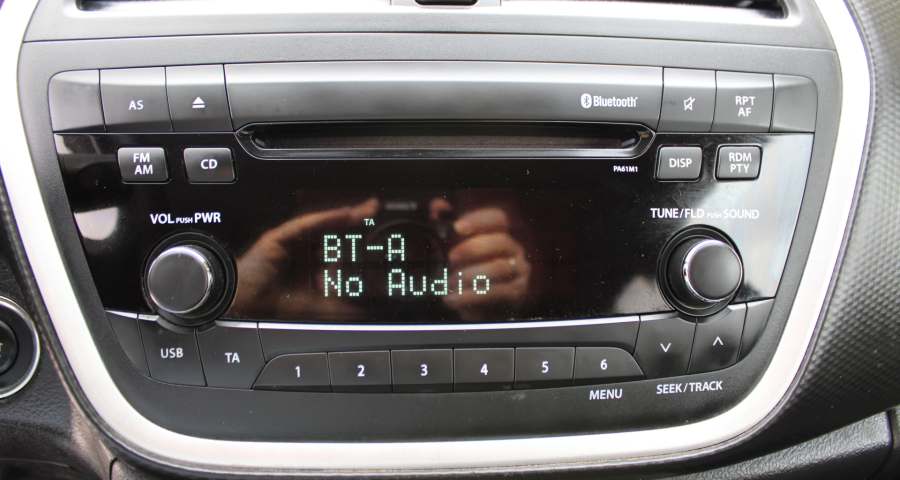 AS
Bluetooth
RPT
AF
FM
AM
CD
PA61M1
DISP
RDM
PTY
VOL PUSH PWR
TUNE/FLD PUSH SOUND
TA
BT-A
No Audio
USB
TA
1
2
3
4
5
6
MENU
SEEK/TRACK